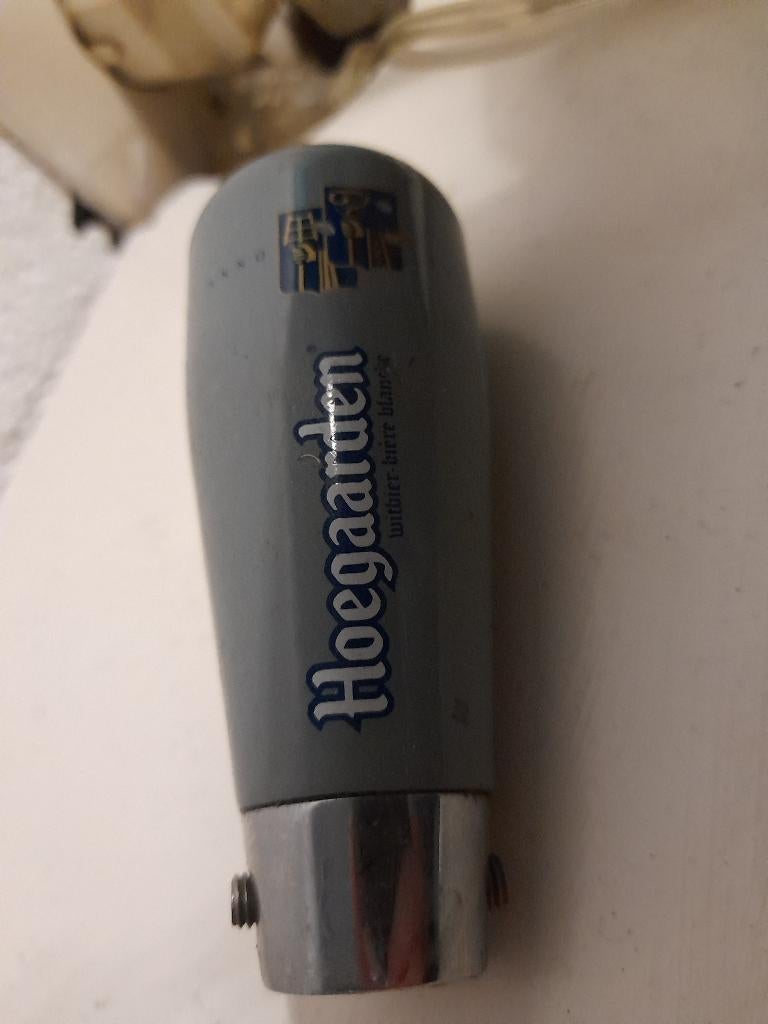 Hoegaarden
witbier-bière blanche